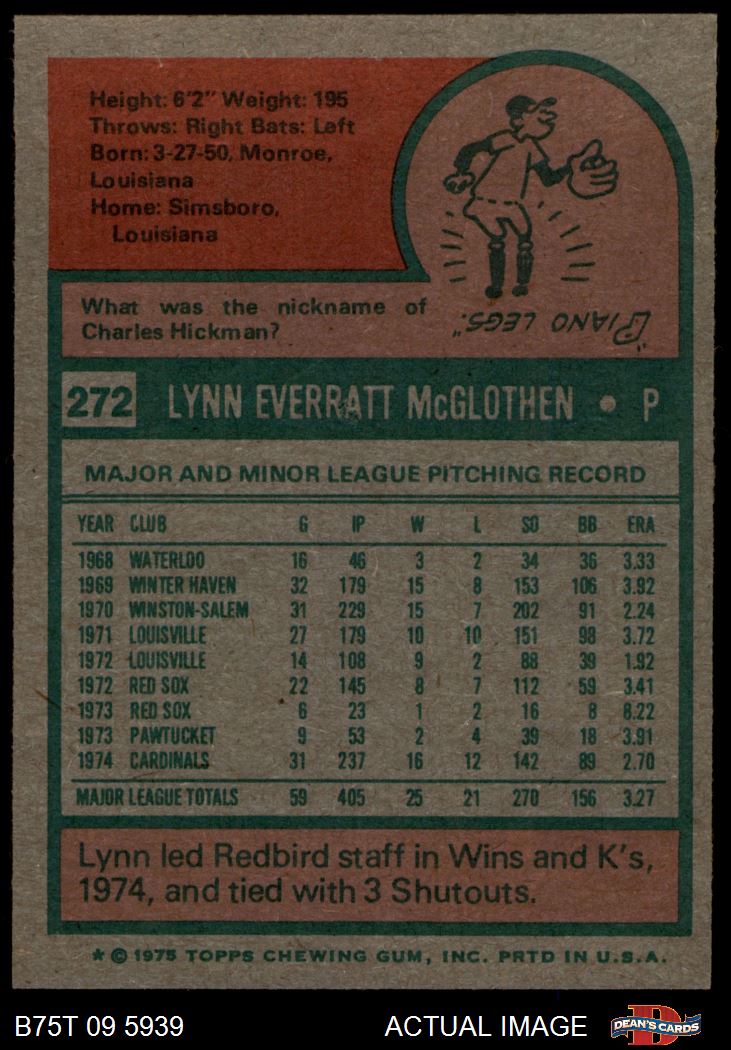 Height: 6'2" Weight: 195
Throws: Right Bats: Left
Born: 3-27-50, Monroe,
Louisiana
Home: Simsboro,
Louisiana
What was the nickname of
Charles Hickman?
"PIANO LEGS."
272 LYNN EVERRATT McGLOTHEN • P
MAJOR AND MINOR LEAGUE PITCHING RECORD
YEAR CLUB G IP W L SO BB ERA
1968 WATERLOO 16 46 3 2 34 36 3.33
1969 WINTER HAVEN 32 179 15 8 153 106 3.92
1970 WINSTON-SALEM 31 229 15 7 202 91 2.24
1971 LOUISVILLE 27 179 10 10 151 98 3.72
1972 LOUISVILLE 14 108 9 2 88 39 1.92
1972 RED SOX 22 145 8 7 112 59 3.41
1973 RED SOX 6 23 1 2 16 8 8.22
1973 PAWTUCKET 9 53 2 4 39 18 3.91
1974 CARDINALS 31 237 16 12 142 89 2.70
MAJOR LEAGUE TOTALS 59 405 25 21 270 156 3.27
Lynn led Redbird staff in Wins and K's,
1974, and tied with 3 Shutouts.
* © 1975 TOPPS CHEWING GUM, INC. PRTD IN U.S.A.
B75T 09 5939 ACTUAL IMAGE D DEAN'S CARDS